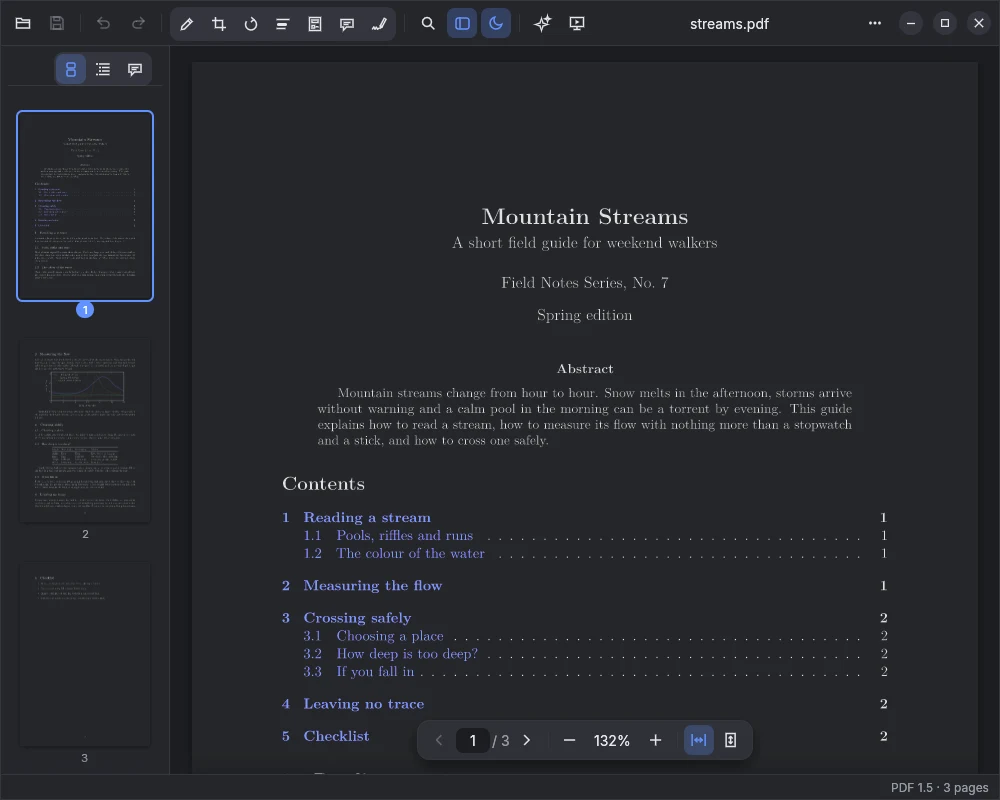 streams.pdf
Mountain Streams
A short field guide for weekend walkers
Field Notes Series, No. 7
Spring edition
Abstract
Mountain streams change from hour to hour. Snow melts in the afternoon, storms arrive
without warning and a calm pool in the morning can be a torrent by evening. This guide
explains how to read a stream, how to measure its flow with nothing more than a stopwatch
and a stick, and how to cross one safely.
Contents
1 Reading a stream 1
1.1 Pools, riffles and runs . . . . . . . . . . . . . . . . . . . . . . . . . . . . . . . . . . . . . . . . . . 1
1.2 The colour of the water . . . . . . . . . . . . . . . . . . . . . . . . . . . . . . . . . . . . . . . . . 1
2 Measuring the flow 1
3 Crossing safely 2
3.1 Choosing a place . . . . . . . . . . . . . . . . . . . . . . . . . . . . . . . . . . . . . . . . . . . . . . 2
3.2 How deep is too deep? . . . . . . . . . . . . . . . . . . . . . . . . . . . . . . . . . . . . . . . . . . 2
3.3 If you fall in . . . . . . . . . . . . . . . . . . . . . . . . . . . . . . . . . . . . . . . . . . . . . . . . . . 2
4 Leaving no trace 2
5 Checklist 2
1
2
3
1 / 3 132%
PDF 1.5 · 3 pages